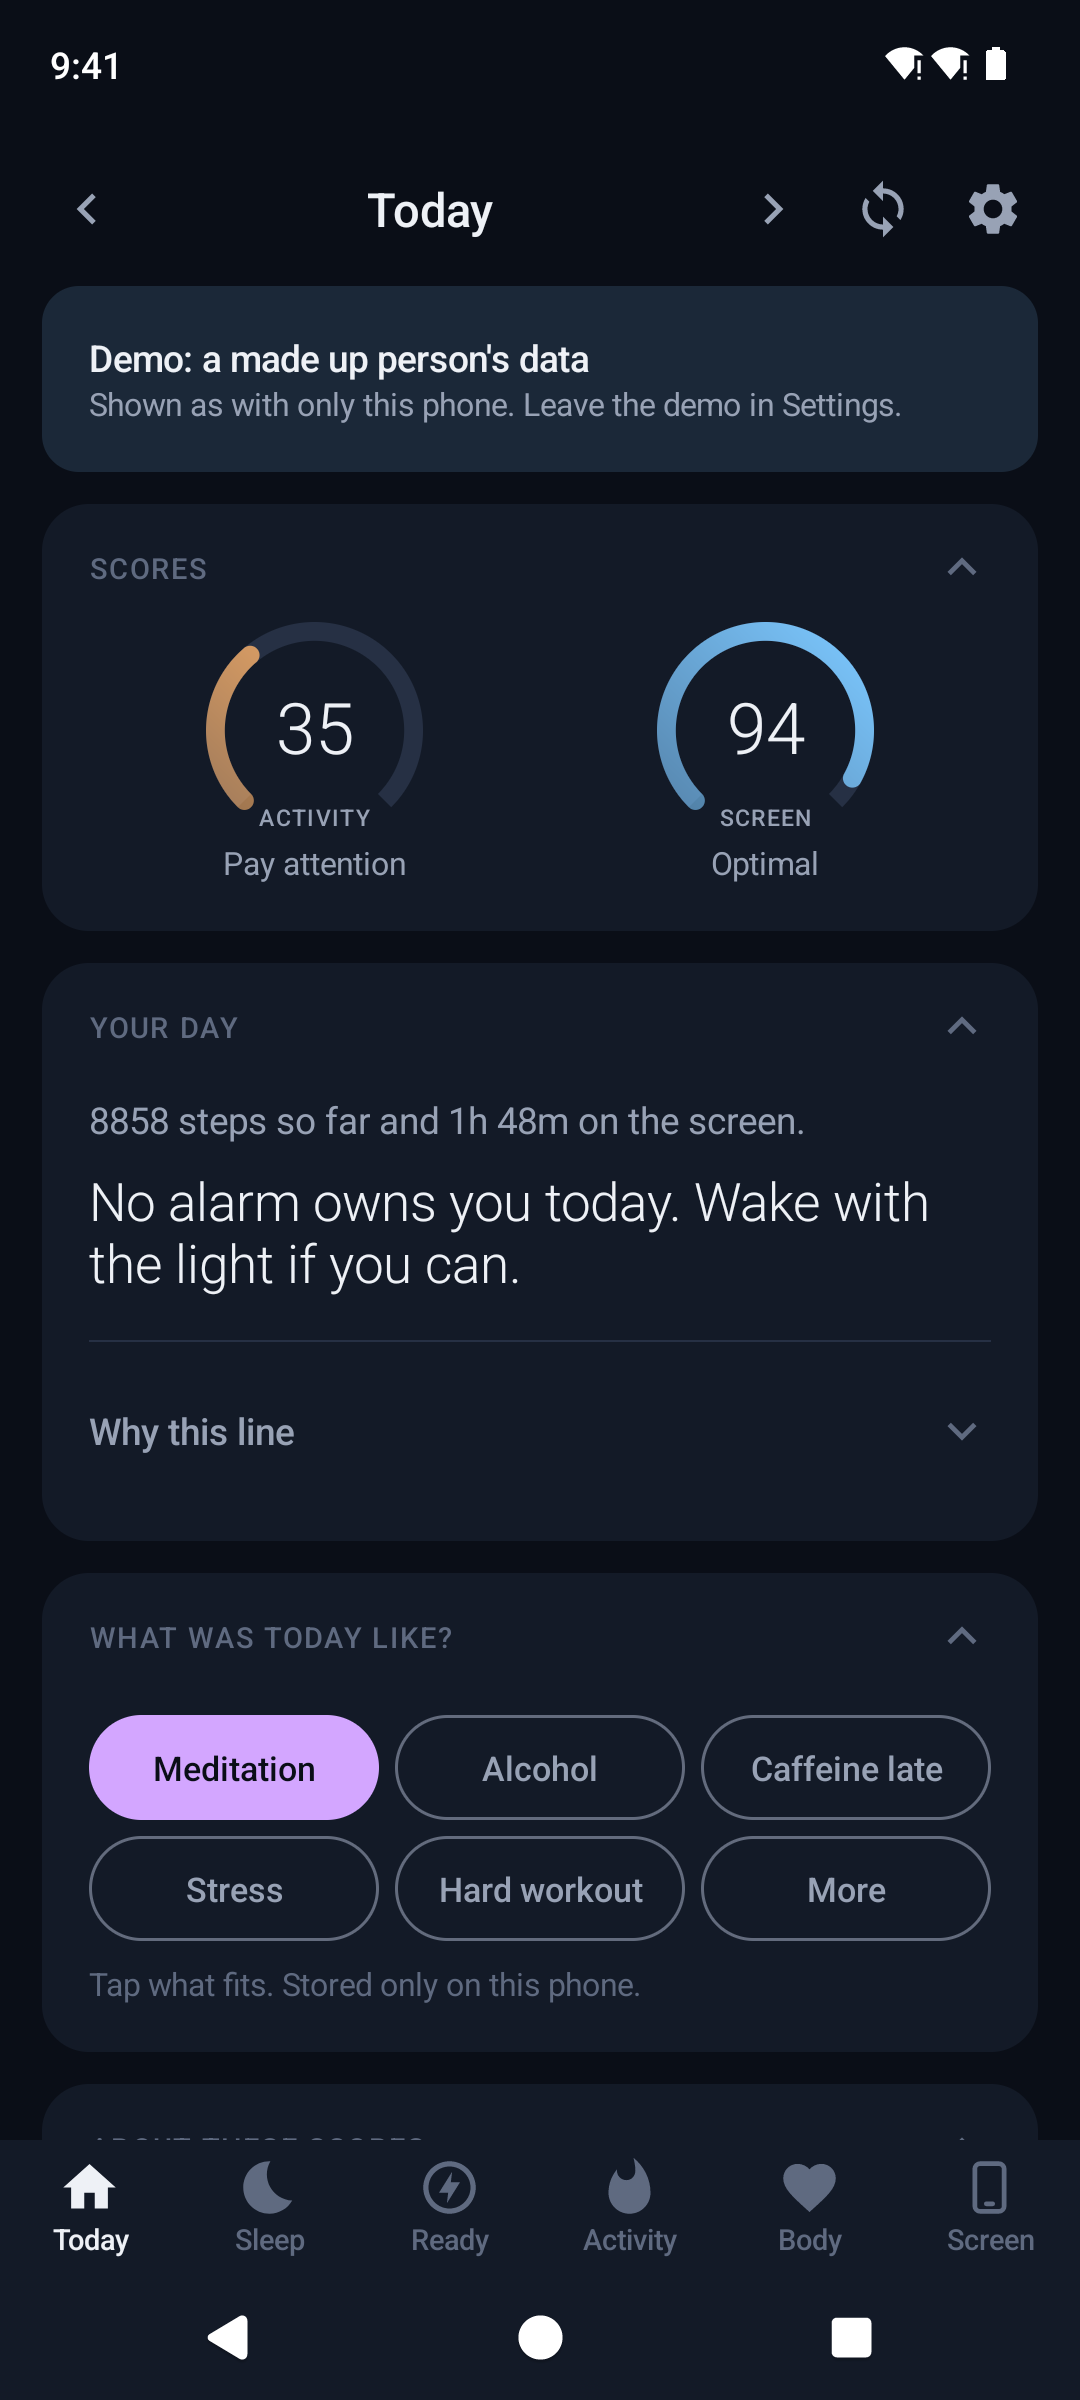 9:41
Today
Demo: a made up person's data
Shown as with only this phone. Leave the demo in Settings.
SCORES
35
ACTIVITY
Pay attention
94
SCREEN
Optimal
YOUR DAY
8858 steps so far and 1h 48m on the screen.
No alarm owns you today. Wake with
the light if you can.
Why this line
WHAT WAS TODAY LIKE?
Meditation
Alcohol
Caffeine late
Stress
Hard workout
More
Tap what fits. Stored only on this phone.
Today
Sleep
Ready
Activity
Body
Screen